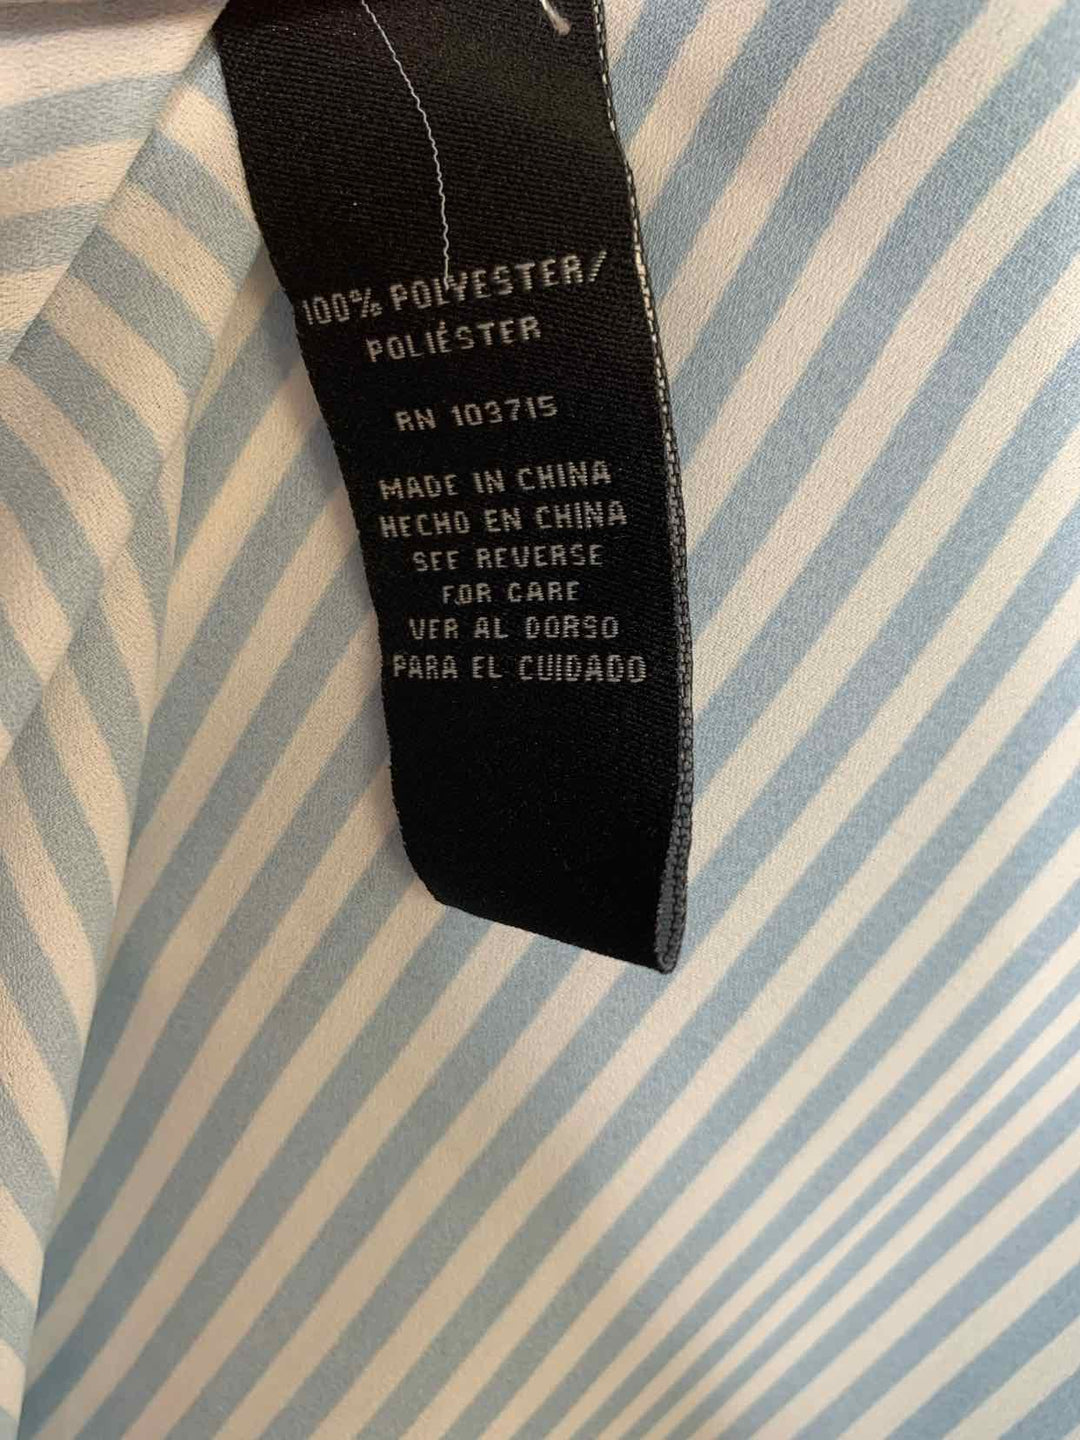 100% POLYESTER/
POLIÉSTER
RN 103715
MADE IN CHINA
HECHO EN CHINA
SEE REVERSE
FOR CARE
VER AL DORSO
PARA EL CUIDADO